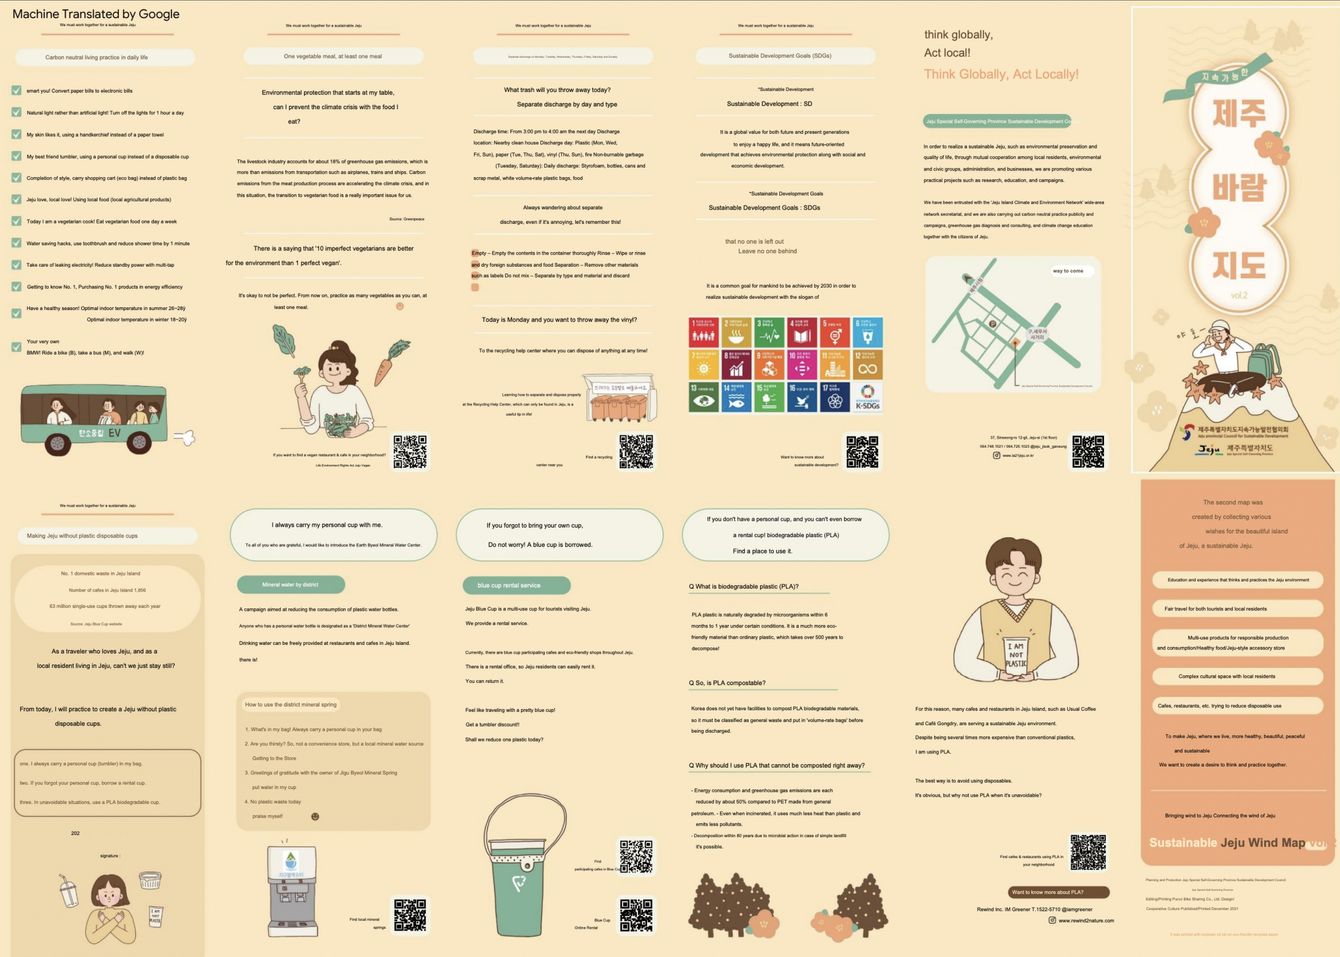 Machine Translated by Google
We must work together for a sustainable Jeju
Carbon neutral living practice in daily life
smart you! Convert paper bills to electronic bills
Natural light rather than artificial light! Turn off the lights for 1 hour a day
My skin likes it, using a handkerchief instead of a paper towel
My best friend tumbler, using a personal cup instead of a disposable cup
Completion of style, carry shopping cart (eco bag) instead of plastic bag
Jeju love, local love! Using local food (local agricultural products)
Today I am a vegetarian cook! Eat vegetarian food one day a week
Water saving hacks, use toothbrush and reduce shower time by 1 minute
Take care of leaking electricity! Reduce standby power with multi-tap
Getting to know No. 1, Purchasing No. 1 products in energy efficiency
Have a healthy season! Optimal indoor temperature in summer 26~28ÿ
Optimal indoor temperature in winter 18~20ÿ
Your very own
BMW! Ride a bike (B), take a bus (M), and walk (W)!
탄소중립 EV
We must work together for a sustainable Jeju
One vegetable meal, at least one meal
Environmental protection that starts at my table,
can I prevent the climate crisis with the food I
eat?
The livestock industry accounts for about 18% of greenhouse gas emissions, which is
more than emissions from transportation such as airplanes, trains and ships. Carbon
emissions from the meat production process are accelerating the climate crisis, and in
this situation, the transition to vegetarian food is a really important issue for us.
Source: Greenpeace
There is a saying that '10 imperfect vegetarians are better
for the environment than 1 perfect vegan'.
It's okay to not be perfect. From now on, practice as many vegetables as you can, at
least one meal.
If you want to find a vegan restaurant & cafe in your neighborhood?
Life Environment Rights Act Jeju Vegan
We must work together for a sustainable Jeju
Separate discharge on Monday, Tuesday, Wednesday, Thursday, Friday, Saturday and Sunday
What trash will you throw away today?
Separate discharge by day and type
Discharge time: From 3:00 pm to 4:00 am the next day Discharge
location: Nearby clean house Discharge day: Plastic (Mon, Wed,
Fri, Sun), paper (Tue, Thu, Sat), vinyl (Thu, Sun), fire Non-burnable garbage
(Tuesday, Saturday); Daily discharge: Styrofoam, bottles, cans and
scrap metal, white volume-rate plastic bags, food
Always wondering about separate
discharge, even if it's annoying, let's remember this!
Empty – Empty the contents in the container thoroughly Rinse – Wipe or rinse
and dry foreign substances and food Separation – Remove other materials
such as labels Do not mix – Separate by type and material and discard
Today is Monday and you want to throw away the vinyl?
To the recycling help center where you can dispose of anything at any time!
Learning how to separate and dispose properly
at the Recycling Help Center, which can only be found in Jeju, is a
useful tip in life!
Find a recycling
center near you
We must work together for a sustainable Jeju
Sustainable Development Goals (SDGs)
*Sustainable Development
Sustainable Development : SD
It is a global value for both future and present generations
to enjoy a happy life, and it means future-oriented
development that achieves environmental protection along with social and
economic development.
*Sustainable Development Goals
Sustainable Development Goals : SDGs
that no one is left out
Leave no one behind
It is a common goal for mankind to be achieved by 2030 in order to
realize sustainable development with the slogan of
1 2 3 4 5 6
7 8 9 10 11 12
13 14 15 16 17
K-SDGs
Want to know more about
sustainable development?
think globally,
Act local!
Think Globally, Act Locally!
Jeju Special Self-Governing Province Sustainable Development Co
In order to realize a sustainable Jeju, such as environmental preservation and
quality of life, through mutual cooperation among local residents, environmental
and civic groups, administration, and businesses, we are promoting various
practical projects such as research, education, and campaigns.
We have been entrusted with the 'Jeju Island Climate and Environment Network' wide-area
network secretariat, and we are also carrying out carbon neutral practice publicity and
campaigns, greenhouse gas diagnosis and consulting, and climate change education
together with the citizens of Jeju.
way to come
P
구.세무서
사거리
지속가능한
제주
바람
지도
vol.2
야~호~
제주특별자치도지속가능발전협의회
Jeju provincial Council for Sustainable Development
Jeju 제주특별자치도
We must work together for a sustainable Jeju
Making Jeju without plastic disposable cups
No. 1 domestic waste in Jeju Island
Number of cafes in Jeju Island 1,856
63 million single-use cups thrown away each year
Source: Jeju Blue Cup website
As a traveler who loves Jeju, and as a
local resident living in Jeju, can't we just stay still?
From today, I will practice to create a Jeju without plastic
disposable cups.
one. I always carry a personal cup (tumbler) in my bag.
two. If you forgot your personal cup, borrow a rental cup.
three. In unavoidable situations, use a PLA biodegradable cup.
202
signature :
I AM
NOT
PLASTIC
I always carry my personal cup with me.
To all of you who are grateful, I would like to introduce the Earth Byeol Mineral Water Center.
Mineral water by district
A campaign aimed at reducing the consumption of plastic water bottles.
Anyone who has a personal water bottle is designated as a 'District Mineral Water Center'
Drinking water can be freely provided at restaurants and cafes in Jeju Island.
there is!
How to use the district mineral spring
1. What's in my bag! Always carry a personal cup in your bag
2. Are you thirsty? So, not a convenience store, but a local mineral water source
Getting to the Store
3. Greetings of gratitude with the owner of Jigu Byeol Mineral Spring
put water in my cup
4. No plastic waste today
praise myself!
Find local mineral
springs
If you forgot to bring your own cup,
Do not worry! A blue cup is borrowed.
blue cup rental service
Jeju Blue Cup is a multi-use cup for tourists visiting Jeju.
We provide a rental service.
Currently, there are blue cup participating cafes and eco-friendly shops throughout Jeju.
There is a rental office, so Jeju residents can easily rent it.
You can return it.
Feel like traveling with a pretty blue cup!
Get a tumbler discount!!
Shall we reduce one plastic today?
Find
participating cafes in Blue Cu
Blue Cup
Online Rental
If you don't have a personal cup, and you can't even borrow
a rental cup! biodegradable plastic (PLA)
Find a place to use it.
Q What is biodegradable plastic (PLA)?
PLA plastic is naturally degraded by microorganisms within 6
months to 1 year under certain conditions. It is a much more eco-
friendly material than ordinary plastic, which takes over 500 years to
decompose!
Q So, is PLA compostable?
Korea does not yet have facilities to compost PLA biodegradable materials,
so it must be classified as general waste and put in 'volume-rate bags' before
being discharged.
Q Why should I use PLA that cannot be composted right away?
- Energy consumption and greenhouse gas emissions are each
reduced by about 50% compared to PET made from general
petroleum. - Even when incinerated, it uses much less heat than plastic and
emits less pollutants.
- Decomposition within 60 years due to microbial action in case of simple landfill
it's possible.
I AM
NOT
PLASTIC
For this reason, many cafes and restaurants in Jeju Island, such as Usual Coffee
and Café Gongdry, are serving a sustainable Jeju environment.
Despite being several times more expensive than conventional plastics,
I am using PLA.
The best way is to avoid using disposables.
It's obvious, but why not use PLA when it's unavoidable?
Find cafes & restaurants using PLA in
your neighborhood
Want to know more about PLA?
Rewind Inc. IM Greener T.1522-5710 @iamgreener
www.rewind2nature.com
The second map was
created by collecting various
wishes for the beautiful island
of Jeju, a sustainable Jeju.
Education and experience that thinks and practices the Jeju environment
Fair travel for both tourists and local residents
Multi-use products for responsible production
and consumption/Healthy food/Jeju-style accessory store
Complex cultural space with local residents
Cafes, restaurants, etc. trying to reduce disposable use
To make Jeju, where we live, more healthy, beautiful, peaceful
and sustainable
We want to create a desire to think and practice together.
Bringing wind to Jeju Connecting the wind of Jeju
Sustainable Jeju Wind Map
Planning and Production Jeju Special Self-Governing Province Sustainable Development Council
Jeju Special Self-Governing Province
Cooperative Culture Published/Printed December 2021